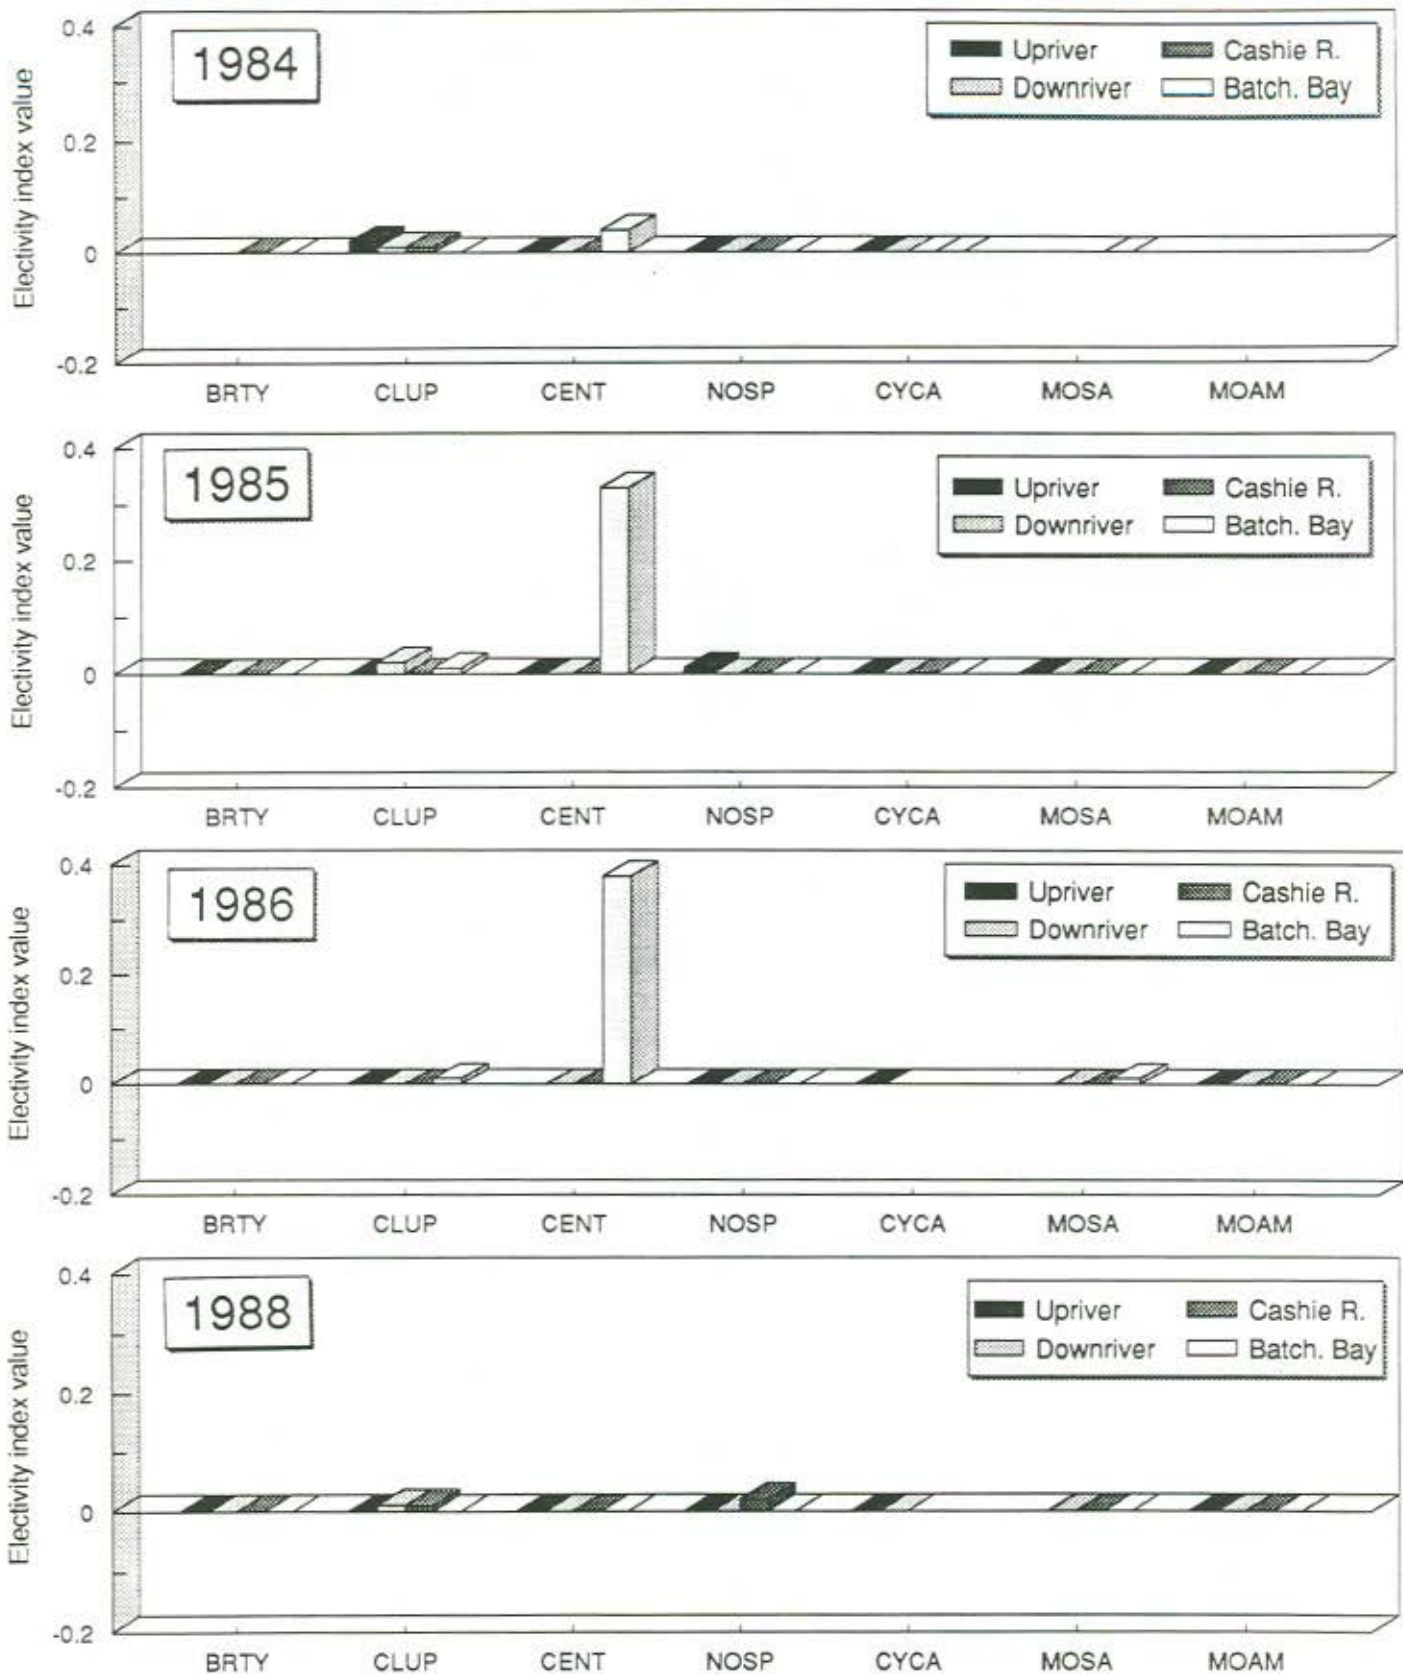 0.4
1984
Upriver
Cashie R.
Downriver
Batch. Bay
Electivity index value
0.2
0
-0.2
BRTY CLUP CENT NOSP CYCA MOSA MOAM
0.4
1985
Upriver
Cashie R.
Downriver
Batch. Bay
Electivity index value
0.2
0
-0.2
BRTY CLUP CENT NOSP CYCA MOSA MOAM
0.4
1986
Upriver
Cashie R.
Downriver
Batch. Bay
Electivity index value
0.2
0
-0.2
BRTY CLUP CENT NOSP CYCA MOSA MOAM
0.4
1988
Upriver
Cashie R.
Downriver
Batch. Bay
Electivity index value
0.2
0
-0.2
BRTY CLUP CENT NOSP CYCA MOSA MOAM